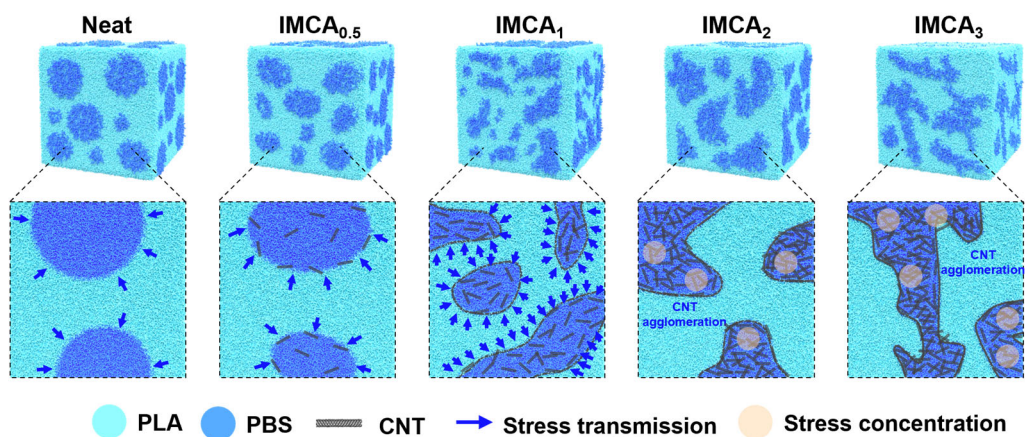 Neat
IMCA0.5
IMCA1
IMCA2
IMCA3
CNT
agglomeration
CNT
agglomeration
PLA
PBS
CNT
Stress transmission
Stress concentration